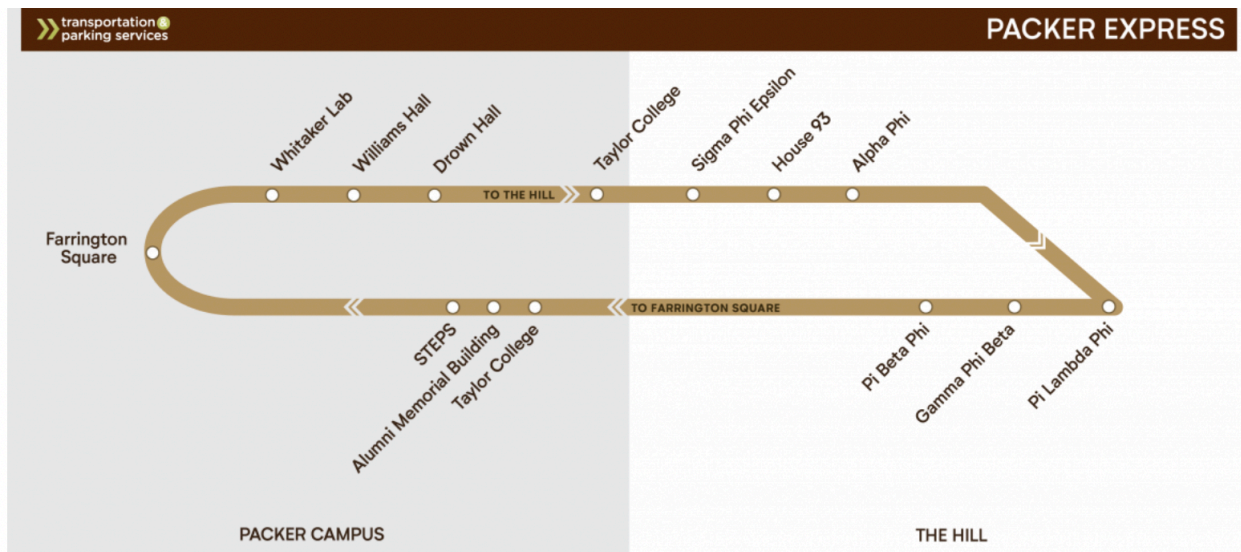 transportation&
parking services
PACKER EXPRESS
Whitaker Lab
Williams Hall
Drown Hall
Taylor College
Sigma Phi Epsilon
House 93
Alpha Phi
TO THE HILL
Farrington
Square
TO FARRINGTON SQUARE
STEPS
Alumni Memorial Building
Taylor College
Pi Beta Phi
Gamma Phi Beta
Pi Lambda Phi
PACKER CAMPUS
THE HILL